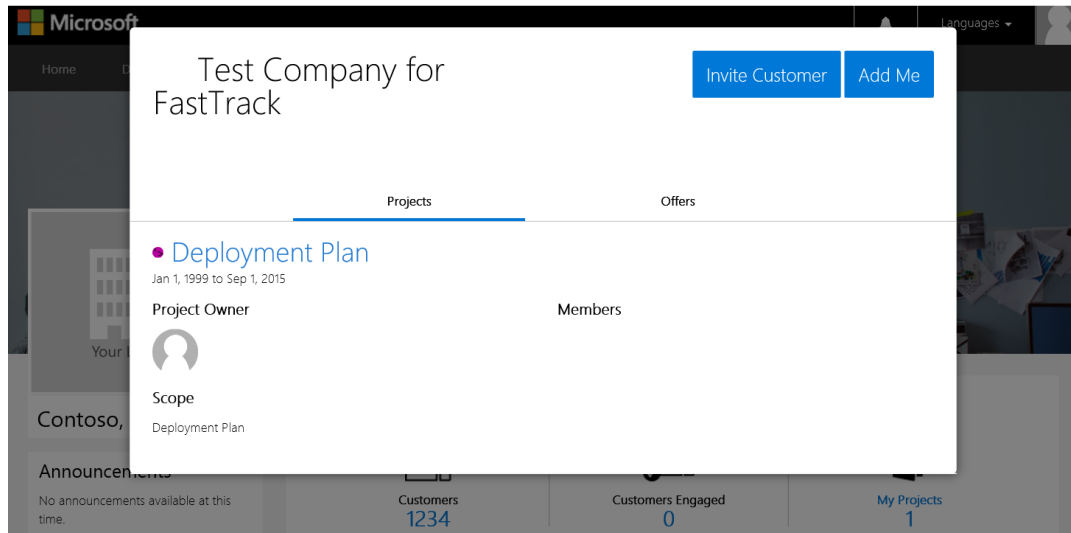 Microsoft
Languages
Home
Test Company for
FastTrack
Invite Customer
Add Me
Projects
Offers
Deployment Plan
Jan 1, 1999 to Sep 1, 2015
Project Owner
Members
Your
Scope
Deployment Plan
Contoso,
Announcements
No announcements available at this
time.
Customers
1234
Customers Engaged
0
My Projects
1